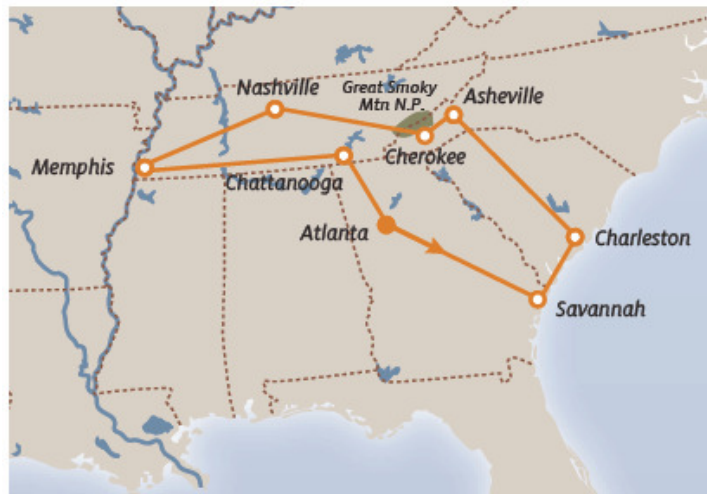 Great Smoky
Mtn N.P.
Nashville
Asheville
Memphis
Cherokee
Chattanooga
Atlanta
Charleston
Savannah